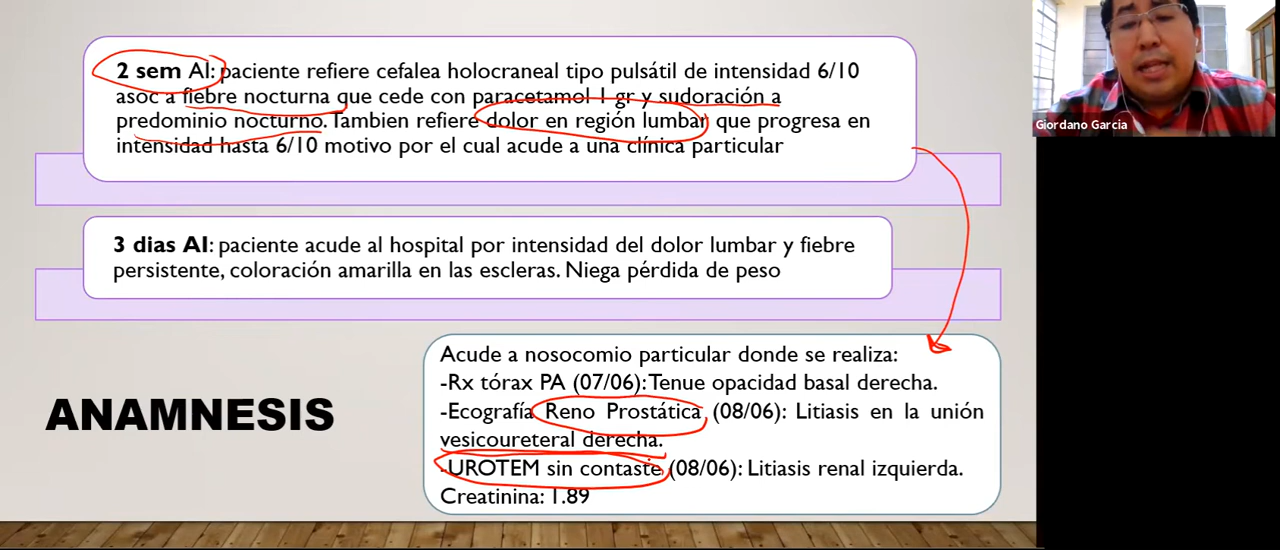 2 sem AI: paciente refiere cefalea holocraneal tipo pulsátil de intensidad 6/10
asoc a fiebre nocturna que cede con paracetamol 1 gr y sudoración a
predominio nocturno. Tambien refiere dolor en región lumbar que progresa en
intensidad hasta 6/10 motivo por el cual acude a una clínica particular
3 dias AI: paciente acude al hospital por intensidad del dolor lumbar y fiebre
persistente, coloración amarilla en las escleras. Niega pérdida de peso
Acude a nosocomio particular donde se realiza:
-Rx tórax PA (07/06): Tenue opacidad basal derecha.
-Ecografía Reno Prostática (08/06): Litiasis en la unión
vesicoureteral derecha.
-UROTEM sin contaste (08/06): Litiasis renal izquierda.
Creatinina: 1.89
ANAMNESIS
Giordano Garcia